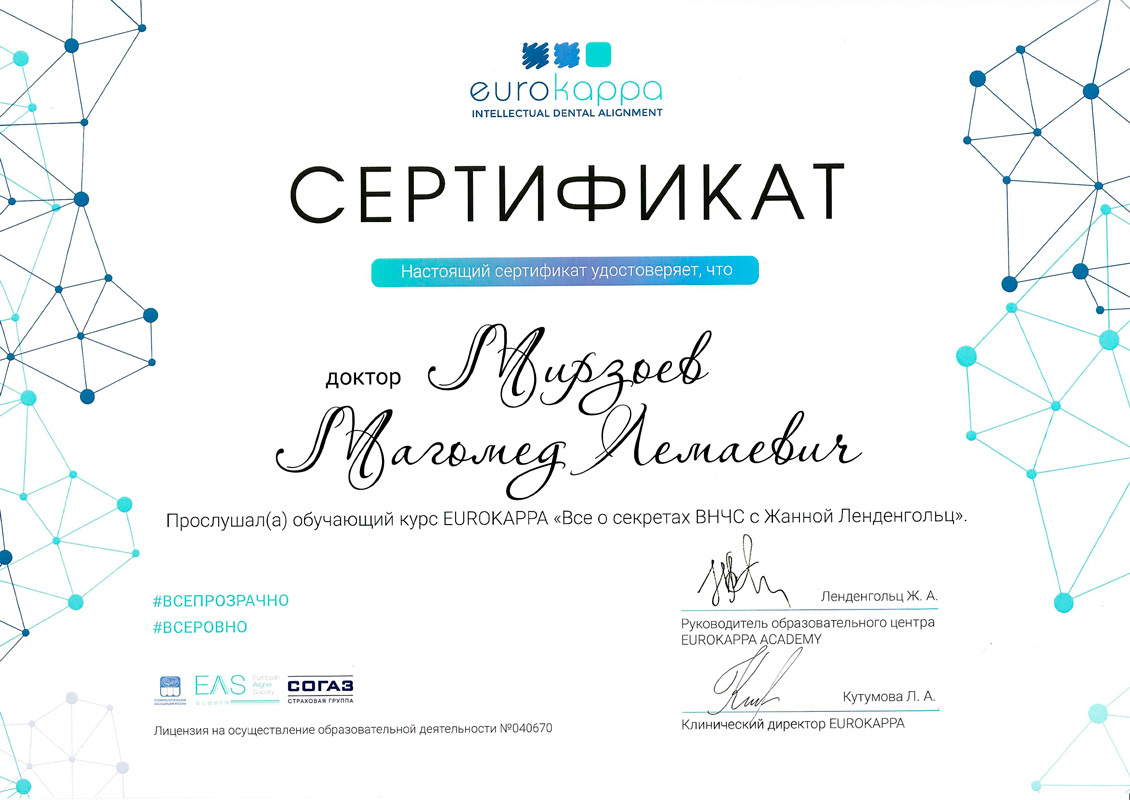 eurokappa
INTELLECTUAL DENTAL ALIGNMENT
СЕРТИФИКАТ
Настоящий сертификат удостоверяет, что
доктор Мирзоев
Магомед Лемаевич
Прослушал(а) обучающий курс EUROKAPPA «Все о секретах ВНЧС с Жанной Ленденгольц».
#ВСЕПРОЗРАЧНО
#ВСЕРОВНО
Ленденгольц Ж. А.
Руководитель образовательного центра
EUROKAPPA ACADEMY
Кутумова Л. А.
Клинический директор EUROKAPPA
EAS European Aligner Society
СОГАЗ
СТРАХОВАЯ ГРУППА
Лицензия на осуществление образовательной деятельности №040670